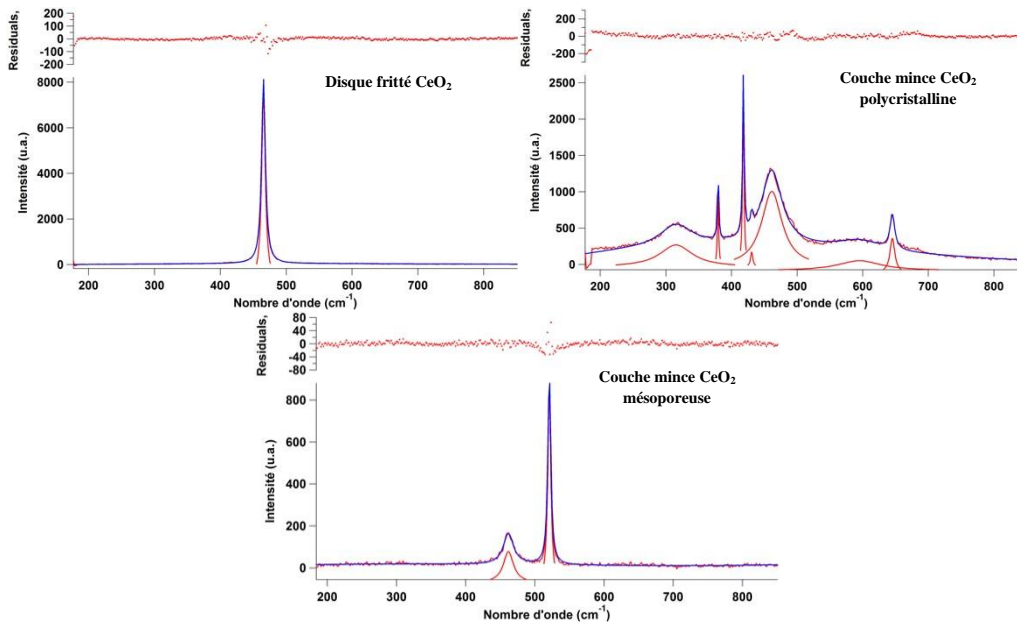 Residuals,
200
100
0
-100
-200
Disque fritté CeO2
Intensité (u.a.)
8000
6000
4000
2000
0
200 300 400 500 600 700 800
Nombre d'onde (cm-1)
Residuals,
200
0
-200
Couche mince CeO2
polycristalline
Intensité (u.a.)
2500
2000
1500
1000
500
0
200 300 400 500 600 700 800
Nombre d'onde (cm-1)
Residuals,
80
40
0
-40
-80
Couche mince CeO2
mésoporeuse
Intensité (u.a.)
800
600
400
200
0
200 300 400 500 600 700 800
Nombre d'onde (cm-1)